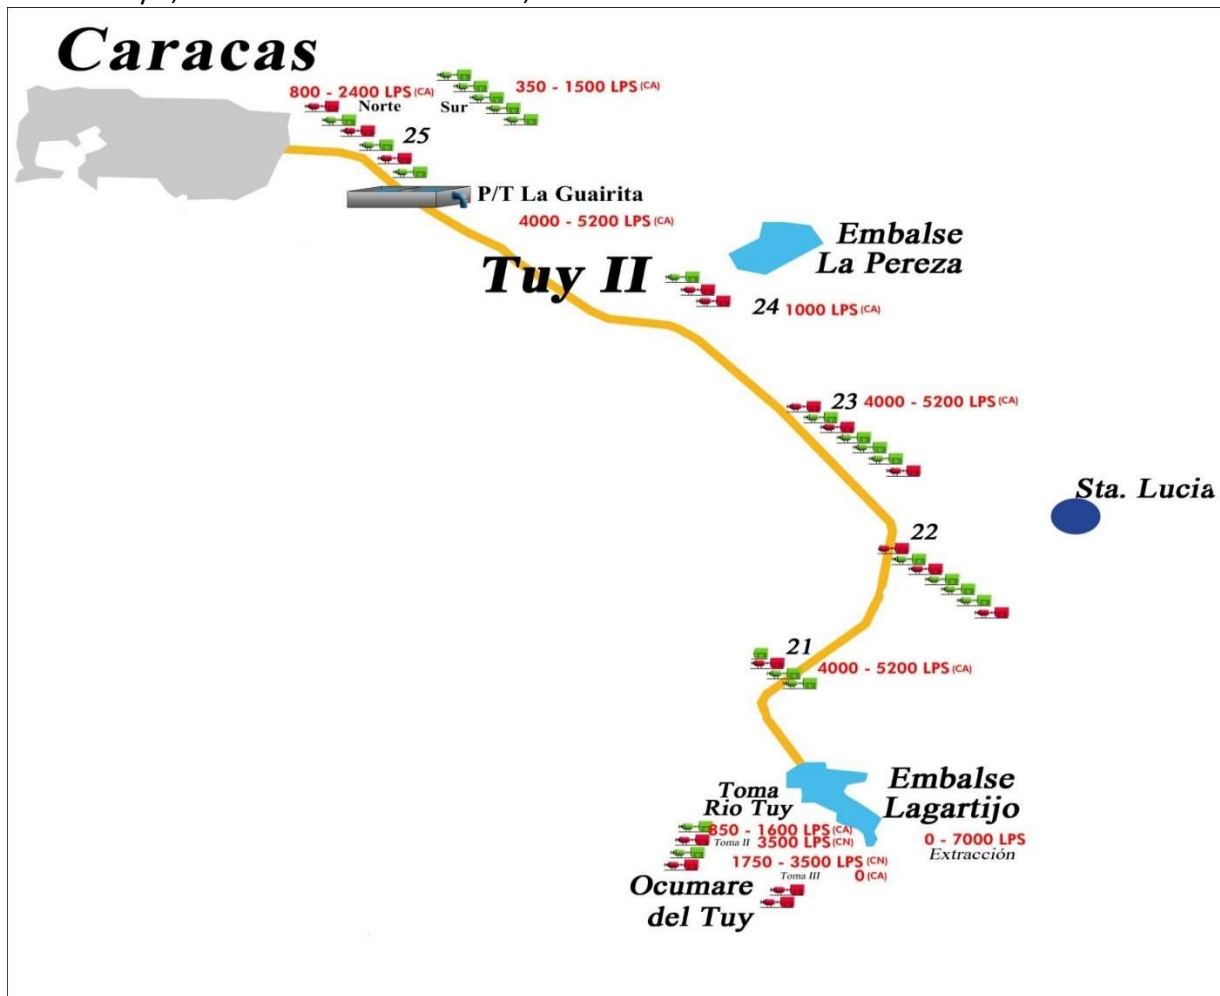 Caracas
800 - 2400 LPS (CA)
Norte
Sur
350 - 1500 LPS (CA)
25
P/T La Guairita
4000 - 5200 LPS (CA)
Tuy II
Embalse
La Pereza
24 1000 LPS (CA)
23 4000 - 5200 LPS (CA)
Sta. Lucia
22
21
4000 - 5200 LPS (CA)
Toma
Rio Tuy
Embalse
Lagartijo
850 - 1600 LPS (CA)
Toma II 3500 LPS (CN)
0 - 7000 LPS
Extracción
1750 - 3500 LPS (CN)
Toma III 0 (CA)
Ocumare
del Tuy